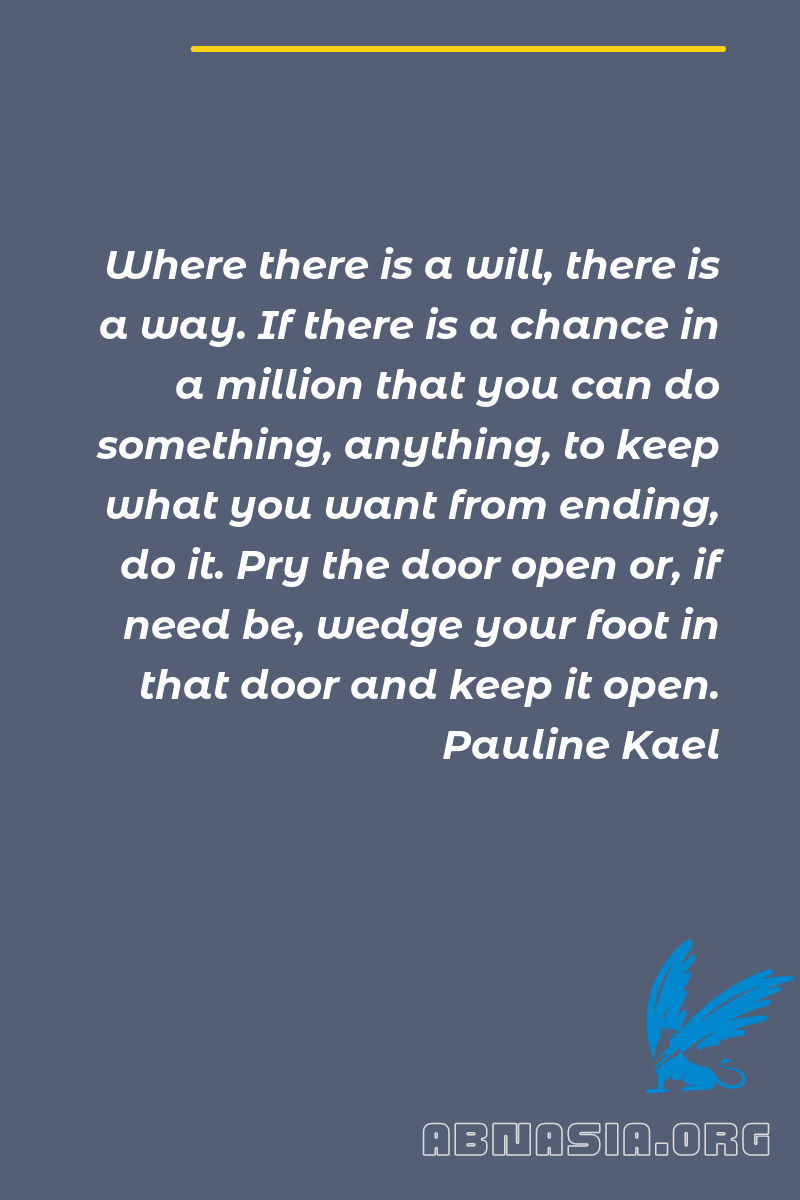 Where there is a will, there is
a way. If there is a chance in
a million that you can do
something, anything, to keep
what you want from ending,
do it. Pry the door open or, if
need be, wedge your foot in
that door and keep it open.
Pauline Kael
ABNASIA.ORG